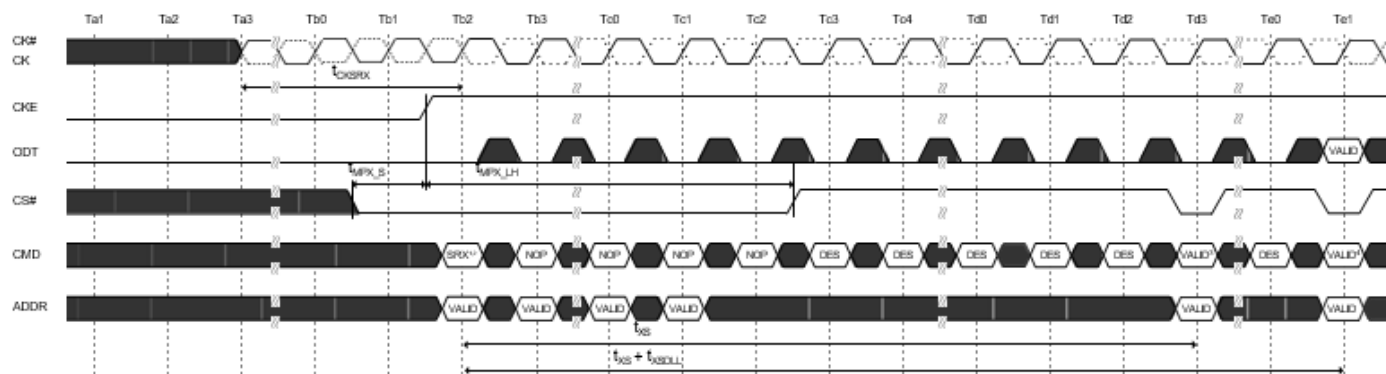 Ta1 Ta2 Ta3 Tb0 Tb1 Tb2 Tb3 Tc0 Tc1 Tc2 Tc3 Tc4 Td0 Td1 Td2 Td3 Te0 Te1
CK#
CK
tCKSRX
CKE
ODT VALID
tMPX_S tMPX_LH
CS#
CMD SRX NOP NOP NOP NOP DES DES DES DES DES VALID³ DES VALID⁴
ADDR VALID VALID VALID VALID VALID VALID
tXS
tXS + tXSDLL